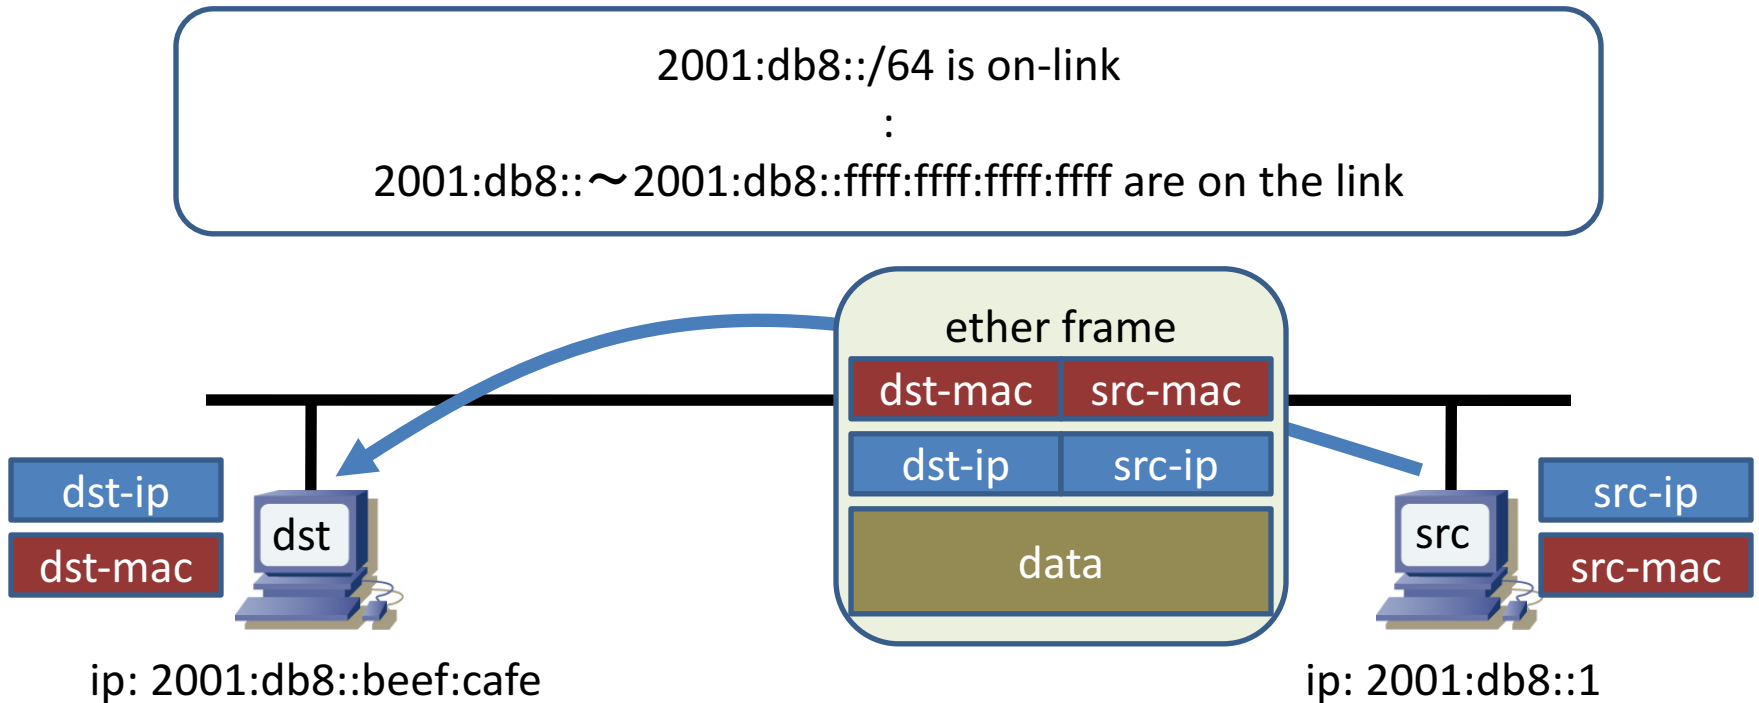 2001:db8::/64 is on-link
:
2001:db8::～2001:db8::ffff:ffff:ffff:ffff are on the link
ether frame
dst-mac src-mac
dst-ip src-ip
data
dst-ip
dst-mac
dst
src
src-ip
src-mac
ip: 2001:db8::beef:cafe
ip: 2001:db8::1